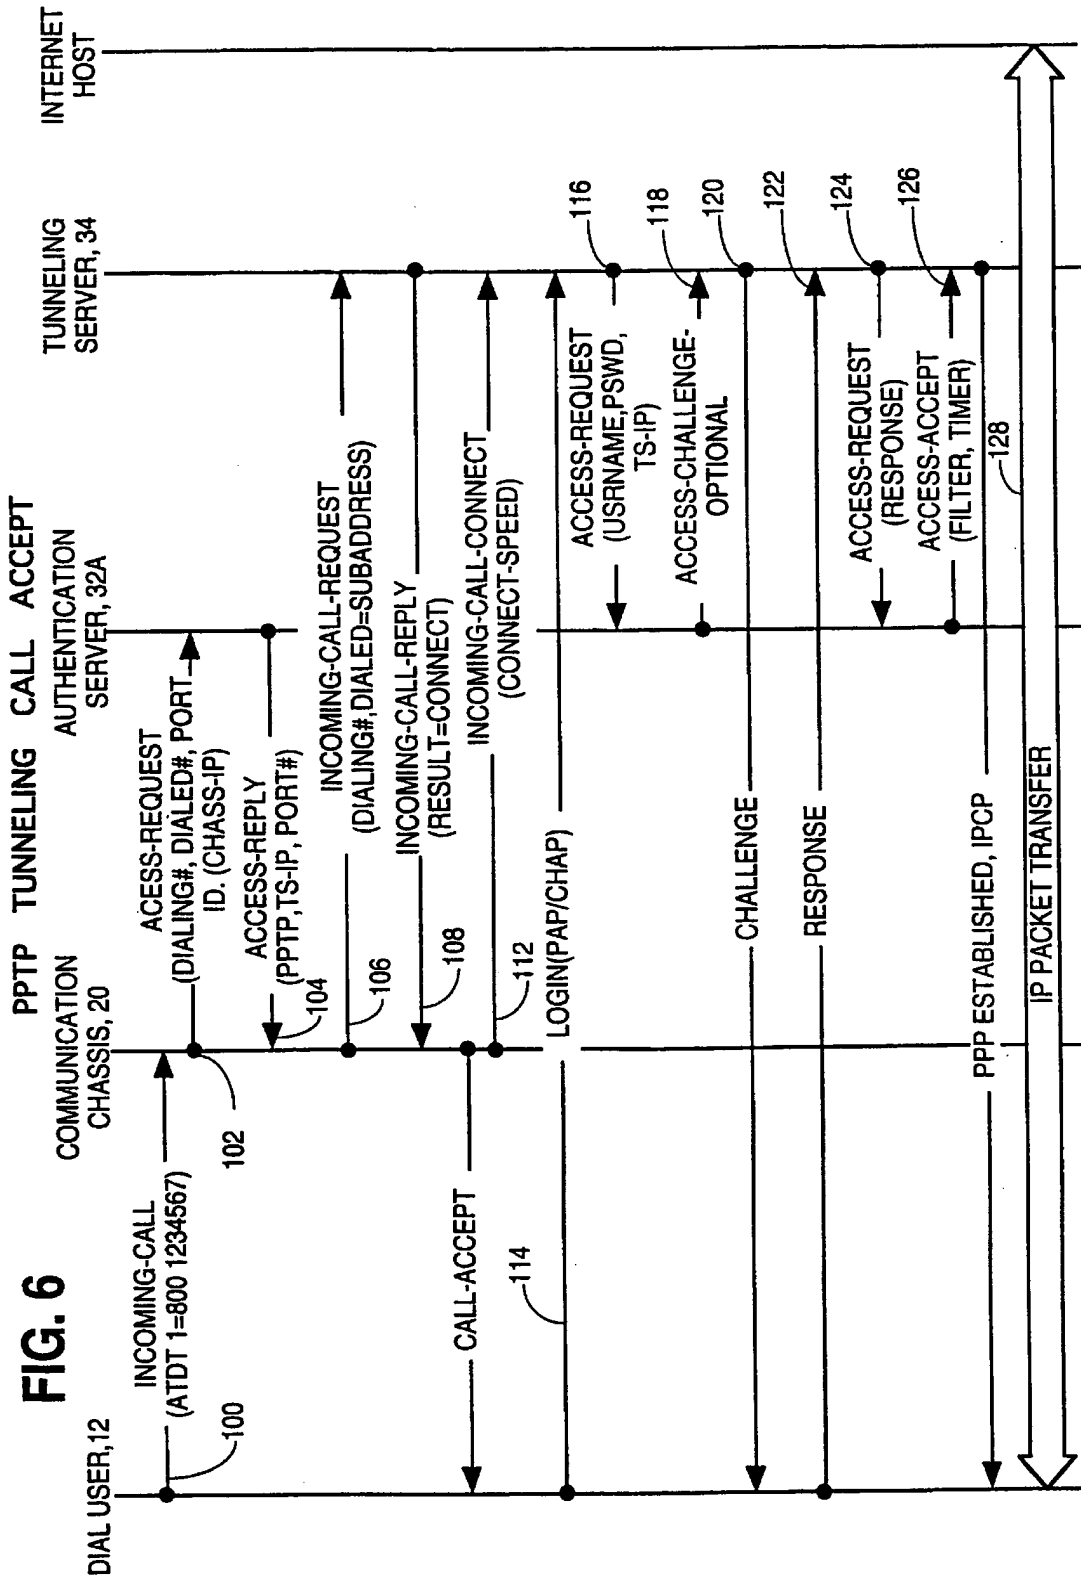 FIG. 6
PPTP TUNNELING CALL ACCEPT
DIAL USER,12
COMMUNICATION
CHASSIS, 20
AUTHENTICATION
SERVER, 32A
TUNNELING
SERVER, 34
INTERNET
HOST
INCOMING-CALL
(ATDT 1=800 1234567)
100
ACESS-REQUEST
(DIALING#, DIALED#, PORT
ID. (CHASS-IP)
102
ACCESS-REPLY
(PPTP,TS-IP, PORT#)
104
INCOMING-CALL-REQUEST
(DIALING#,DIALED=SUBADDRESS)
106
INCOMING-CALL-REPLY
(RESULT=CONNECT)
108
CALL-ACCEPT
INCOMING-CALL-CONNECT
(CONNECT-SPEED)
112
LOGIN(PAP/CHAP)
114
ACCESS-REQUEST
(USRNAME,PSWD,
TS-IP)
116
ACCESS-CHALLENGE-
OPTIONAL
118
CHALLENGE
120
RESPONSE
122
ACCESS-REQUEST
(RESPONSE)
124
ACCESS-ACCEPT
(FILTER, TIMER)
126
PPP ESTABLISHED, IPCP
128
IP PACKET TRANSFER